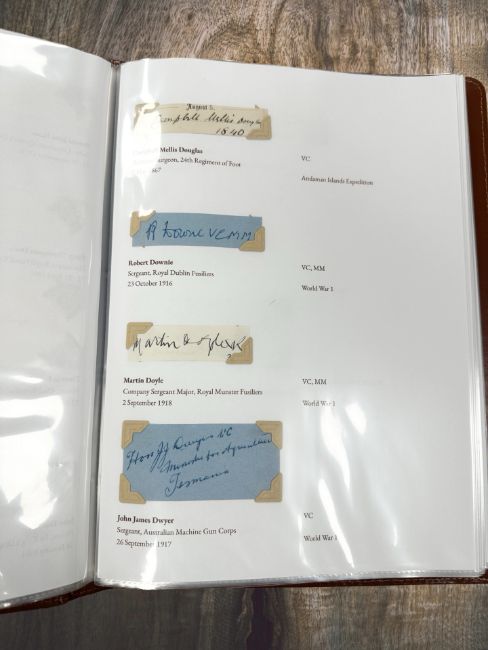 August 5.
Campbell Mellis Douglas
1840
Mellis Douglas
Surgeon, 24th Regiment of Foot
VC
Andaman Islands Expedition
R Downie VC MM
Robert Downie
Sergeant, Royal Dublin Fusiliers
23 October 1916
VC, MM
World War 1
Martin Doyle
Martin Doyle
Company Sergeant Major, Royal Munster Fusiliers
2 September 1918
VC, MM
World War 1
Hon JJ Dwyer VC
Minister for Agriculture
Tasmania
John James Dwyer
Sergeant, Australian Machine Gun Corps
26 September 1917
VC
World War 1